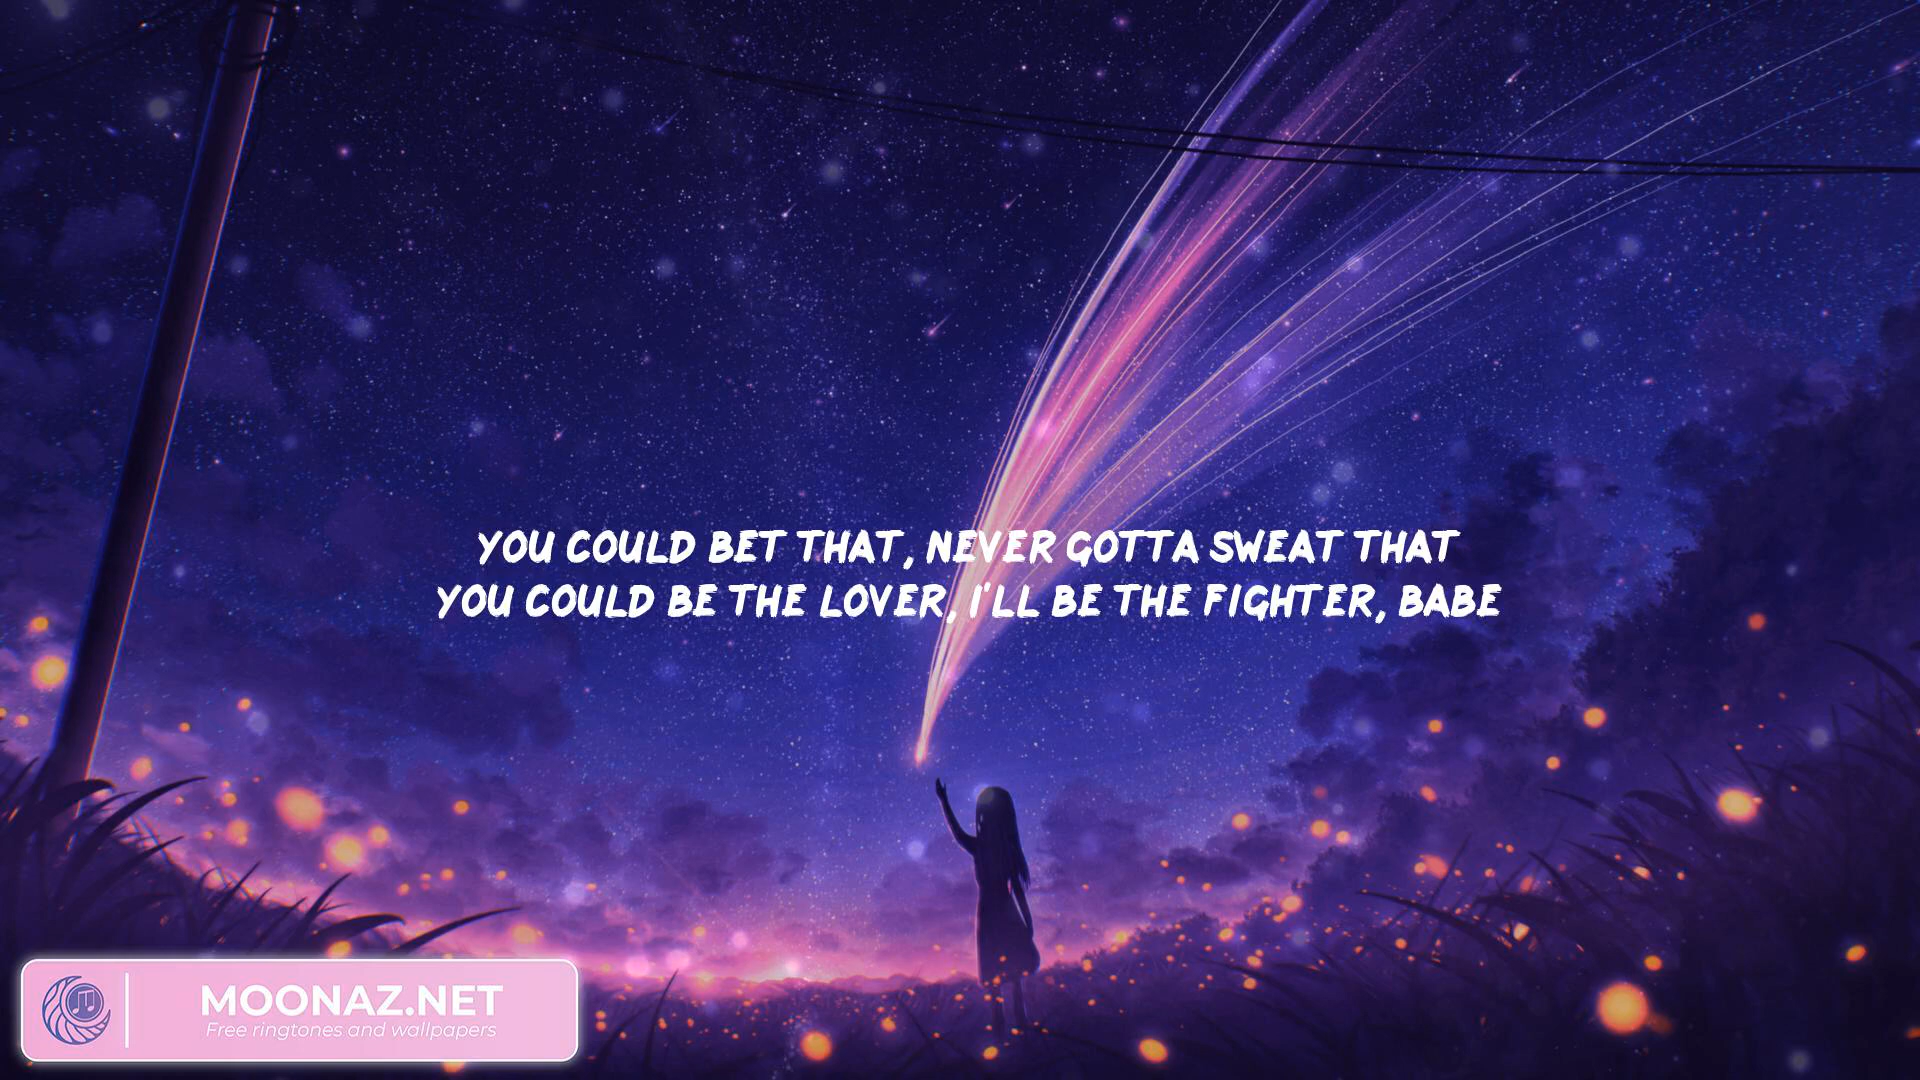 YOU COULD BET THAT, NEVER GOTTA SWEAT THAT
YOU COULD BE THE LOVER, I'LL BE THE FIGHTER, BABE
MOONAZ.NET
Free ringtones and wallpapers